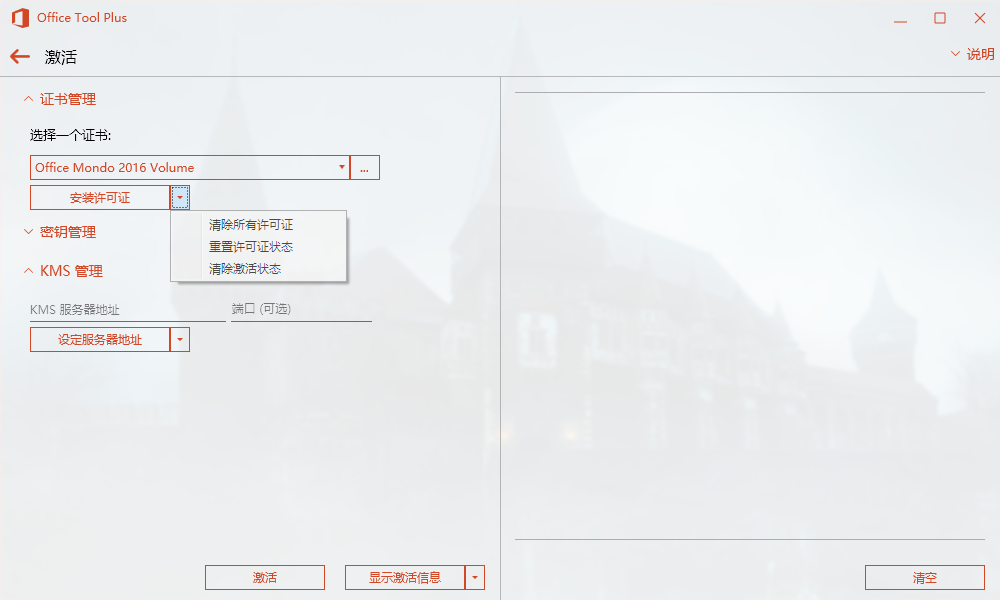 Office Tool Plus
激活
说明
证书管理
选择一个证书:
Office Mondo 2016 Volume
...
安装许可证
清除所有许可证
重置许可证状态
清除激活状态
密钥管理
KMS 管理
KMS 服务器地址
端口 (可选)
设定服务器地址
激活
显示激活信息
清空